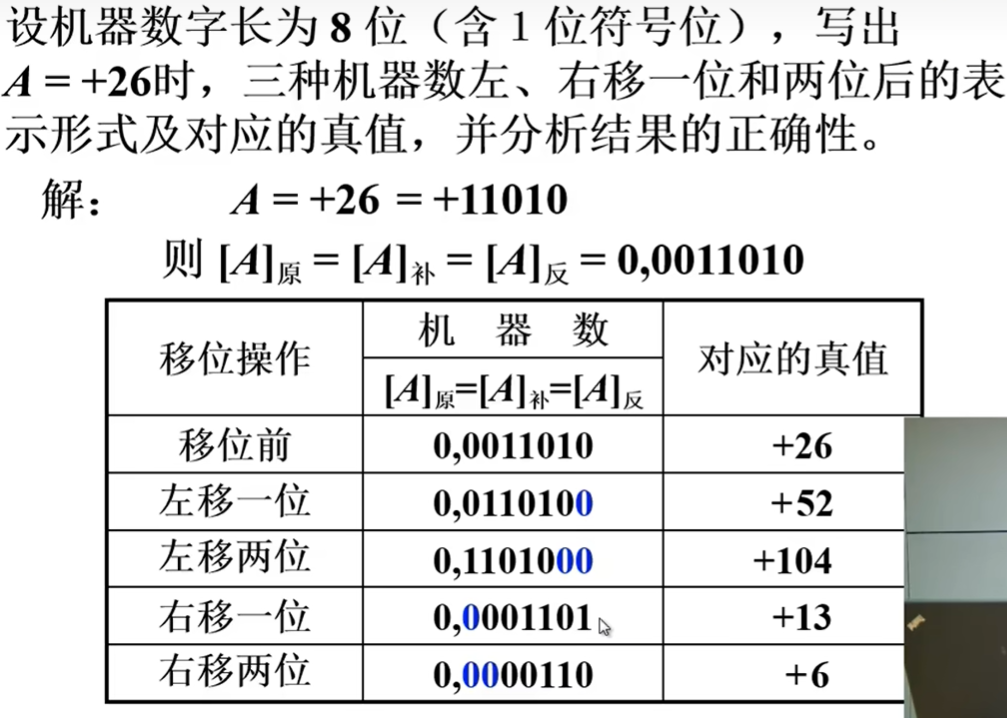 设机器数字长为 8 位（含 1 位符号位），写出
A = +26时，三种机器数左、右移一位和两位后的表
示形式及对应的真值，并分析结果的正确性。
解： A = +26 = +11010
则 [A]原 = [A]补 = [A]反 = 0,0011010
移位操作 机 器 数 对应的真值
[A]原=[A]补=[A]反
移位前 0,0011010 +26
左移一位 0,0110100 +52
左移两位 0,1101000 +104
右移一位 0,0001101 +13
右移两位 0,0000110 +6